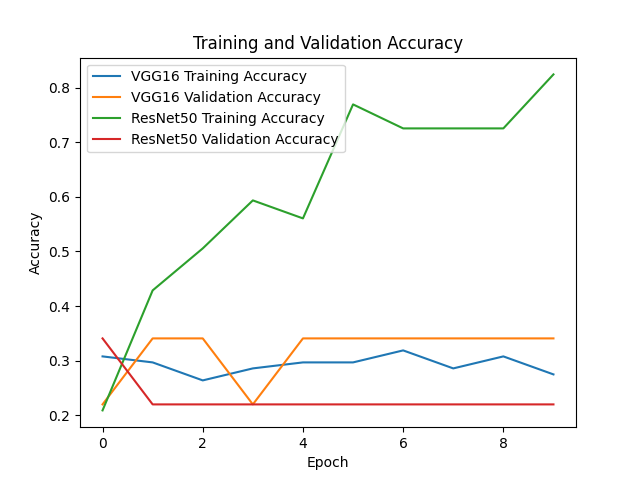 Training and Validation Accuracy
VGG16 Training Accuracy
VGG16 Validation Accuracy
ResNet50 Training Accuracy
ResNet50 Validation Accuracy
0.8
0.7
0.6
0.5
0.4
0.3
0.2
Accuracy
0 2 4 6 8
Epoch